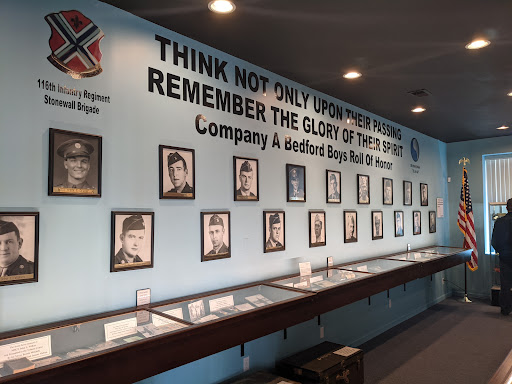 THINK NOT ONLY UPON THEIR PASSING
REMEMBER THE GLORY OF THEIR SPIRIT
Company A Bedford Boys Roll Of Honor
116th Infantry Regiment
Stonewall Brigade